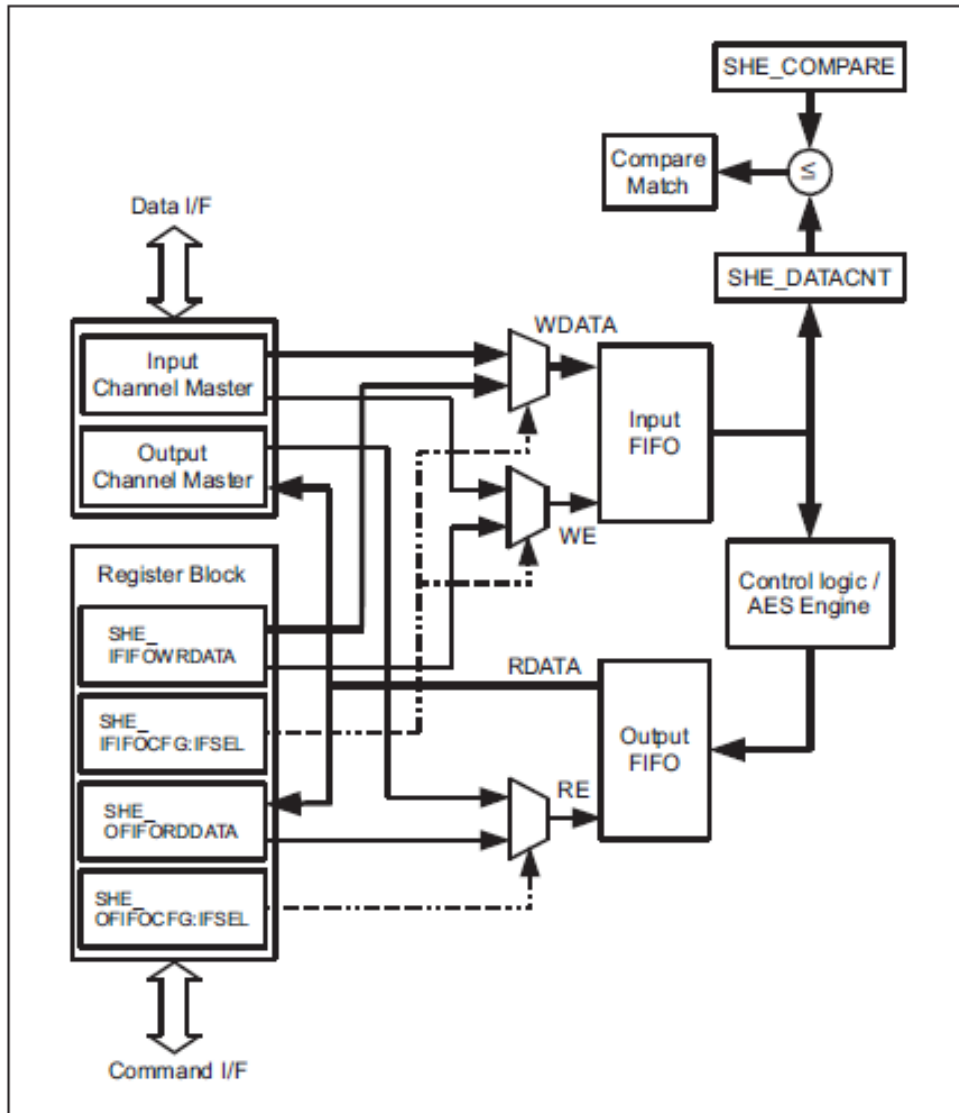 SHE_COMPARE
Compare
Match
≤
Data I/F
SHE_DATACNT
WDATA
Input
Channel Master
Input
FIFO
Output
Channel Master
WE
Register Block
Control logic /
AES Engine
SHE_
IFIFOWRDATA
RDATA
SHE_
IFIFOCFG:IFSEL
Output
FIFO
RE
SHE_
OFIFORDDATA
SHE_
OFIFOCFG:IFSEL
Command I/F